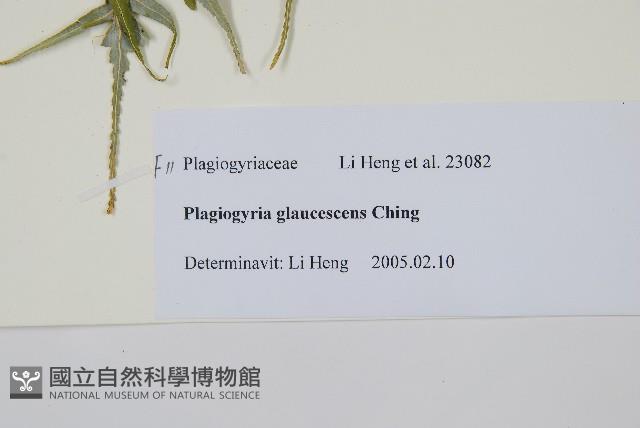 F11 Plagiogyriaceae Li Heng et al. 23082
Plagiogyria glaucescens Ching
Determinavit: Li Heng 2005.02.10
國立自然科學博物館
NATIONAL MUSEUM OF NATURAL SCIENCE